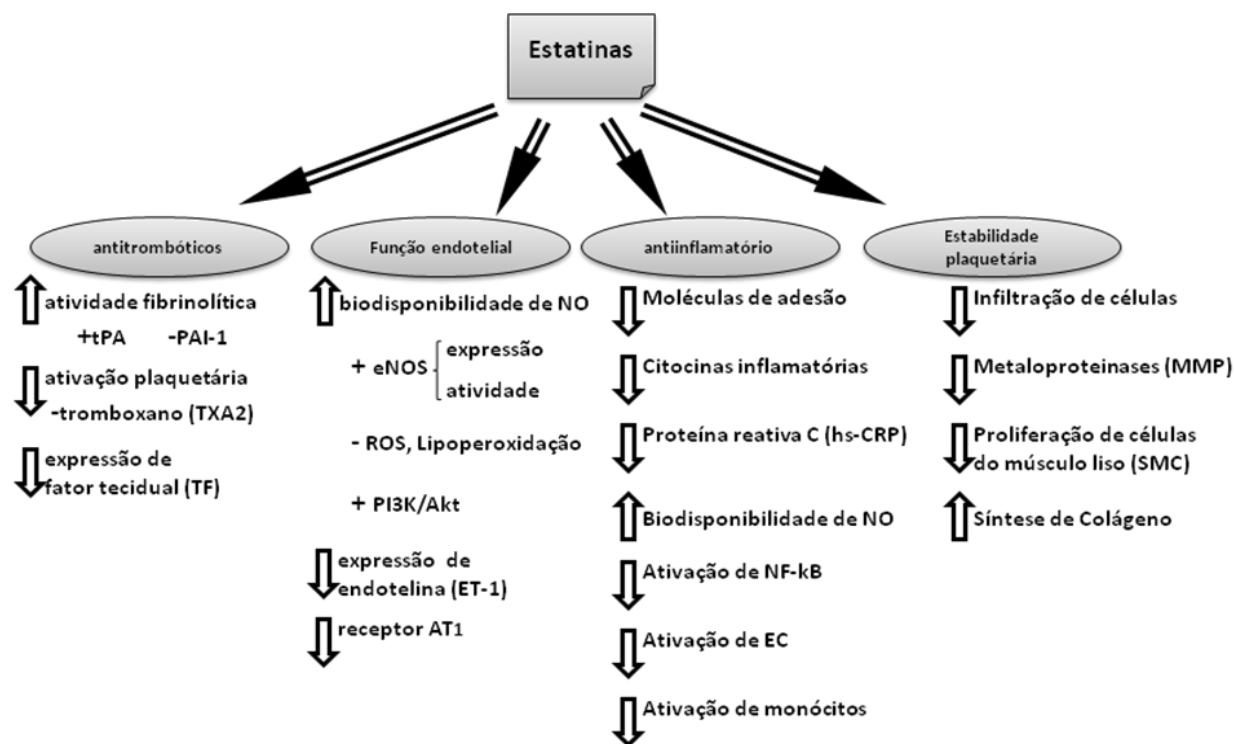 Estatinas
antitrombóticos
atividade fibrinolítica
+tPA -PAI-1
ativação plaquetária
-tromboxano (TXA2)
expressão de
fator tecidual (TF)
Função endotelial
biodisponibilidade de NO
+ eNOS
expressão
atividade
- ROS, Lipoperoxidação
+ PI3K/Akt
expressão de
endotelina (ET-1)
receptor AT1
antiinflamatório
Moléculas de adesão
Citocinas inflamatórias
Proteína reativa C (hs-CRP)
Biodisponibilidade de NO
Ativação de NF-kB
Ativação de EC
Ativação de monócitos
Estabilidade
plaquetária
Infiltração de células
Metaloproteinases (MMP)
Proliferação de células
do músculo liso (SMC)
Síntese de Colágeno